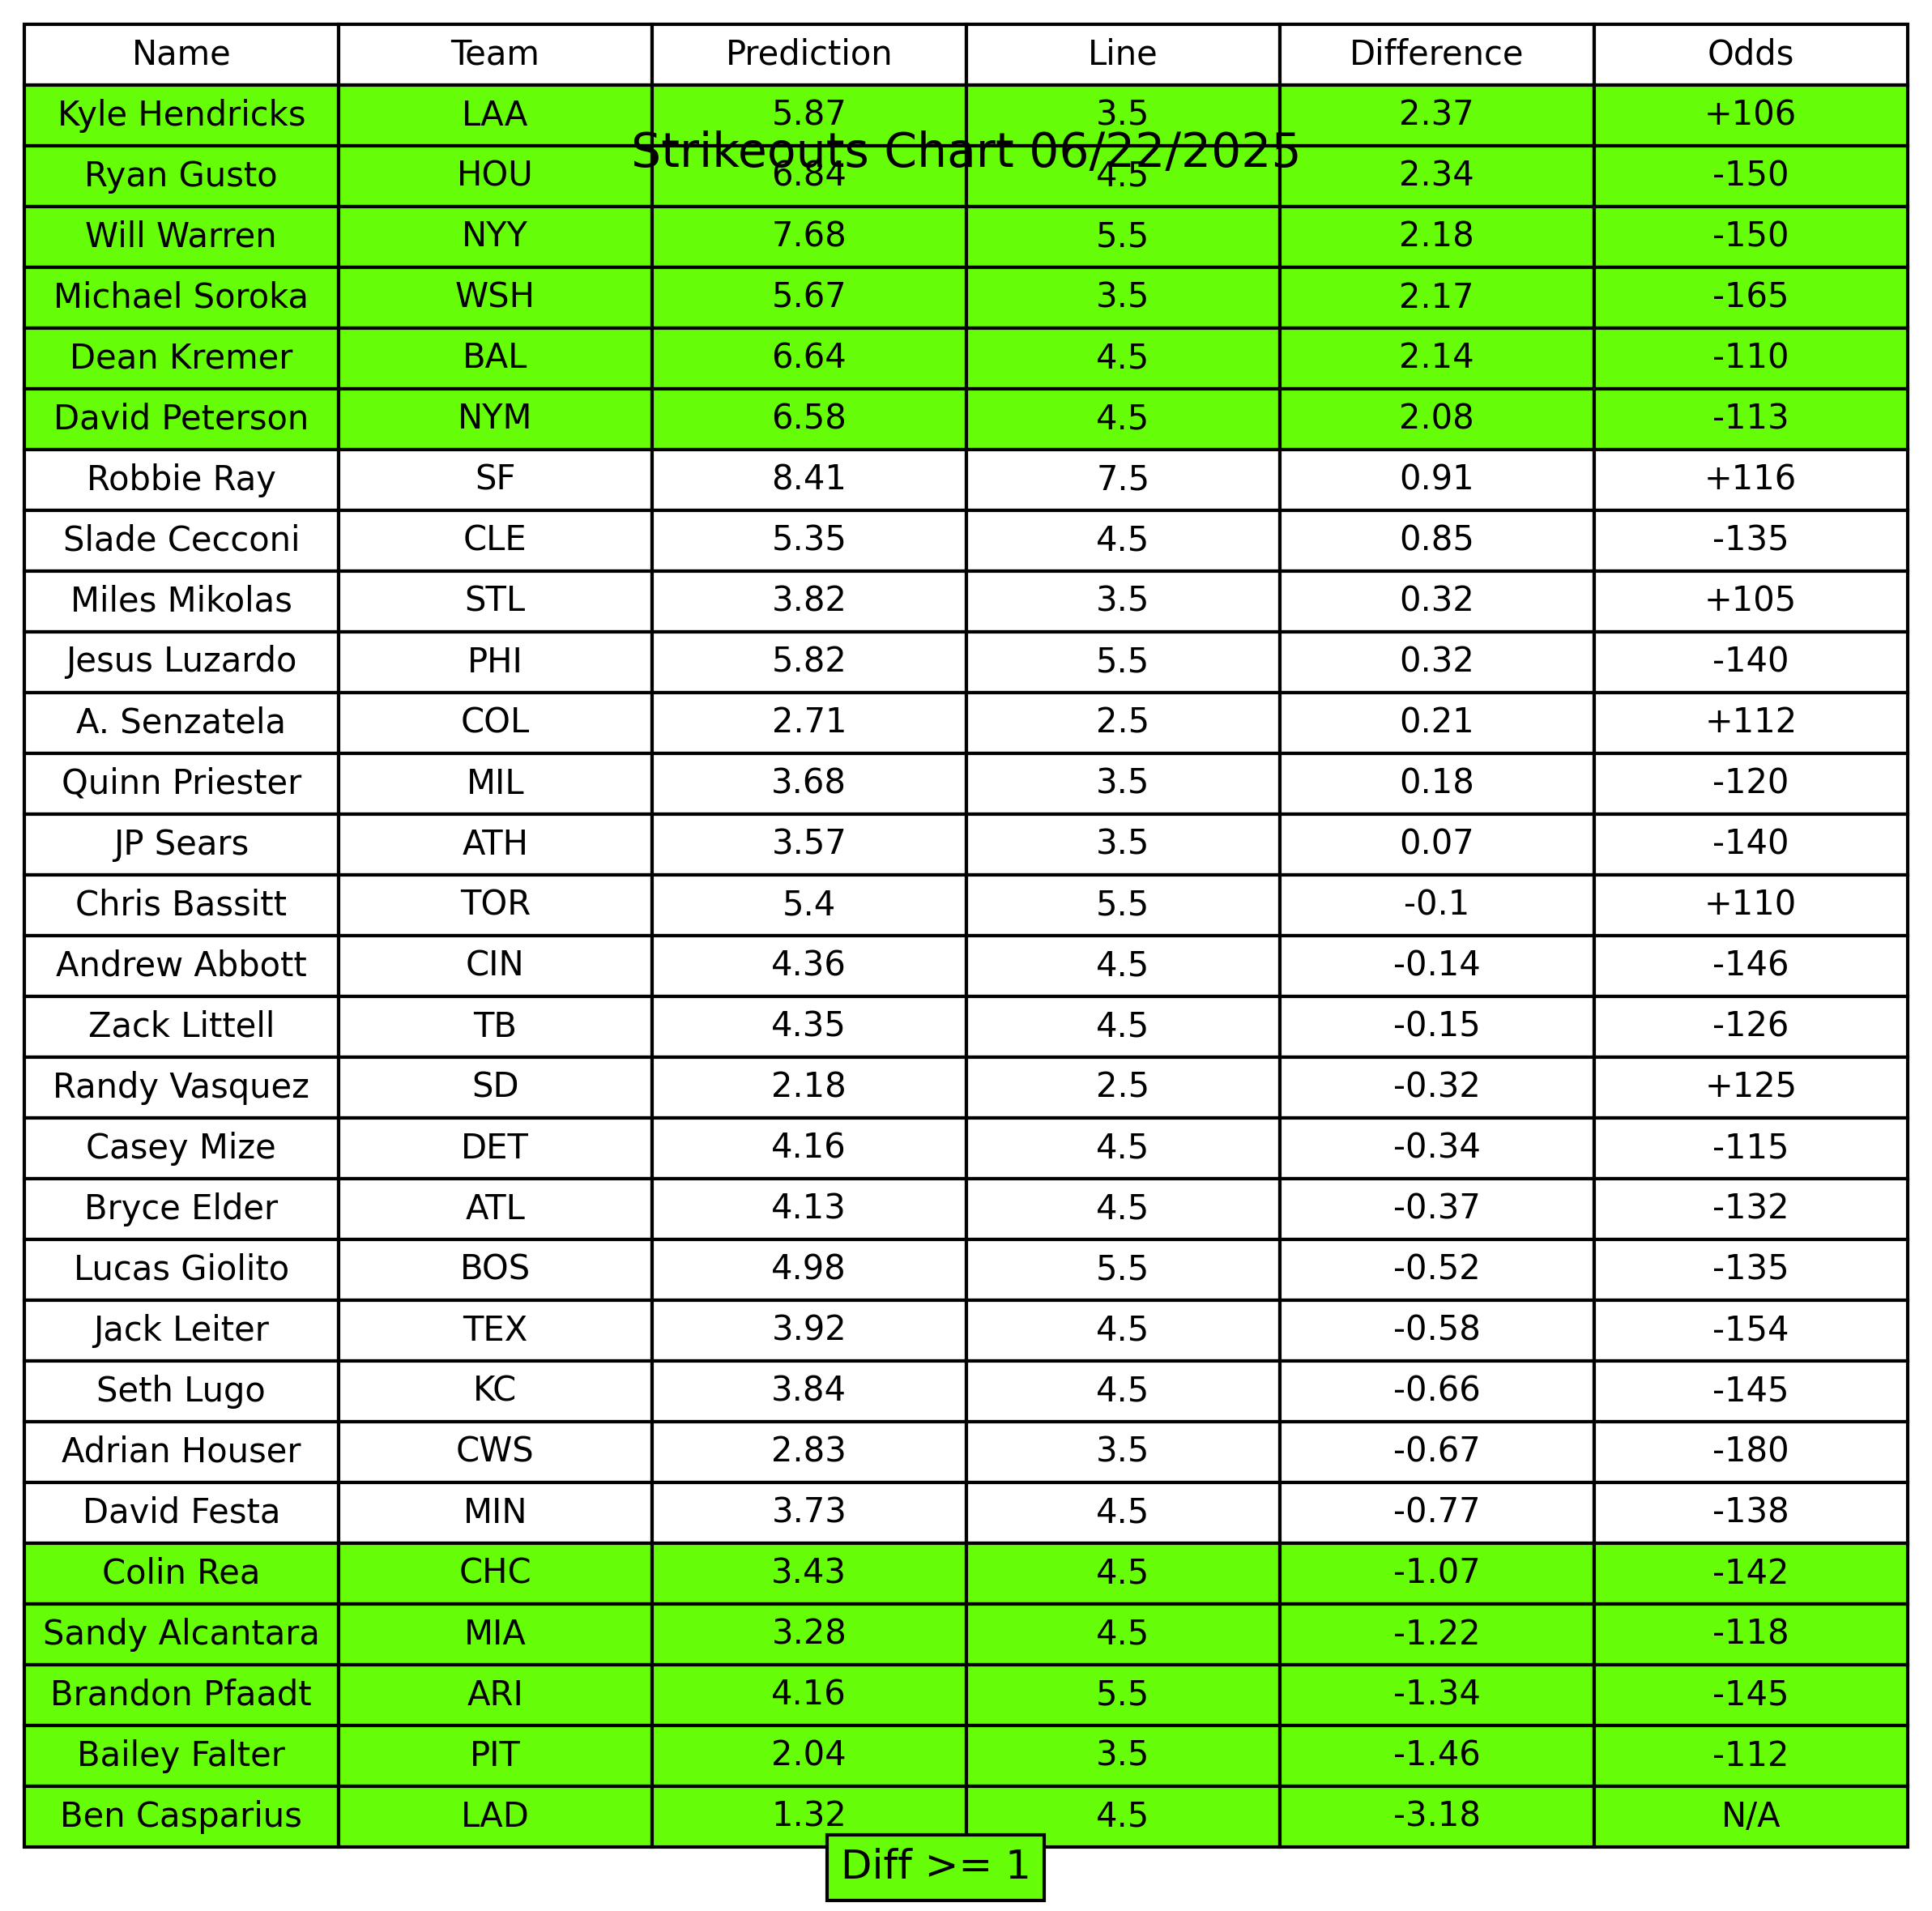 Name Team Prediction Line Difference Odds
Kyle Hendricks LAA 5.87 3.5 2.37 +106
Strikeouts Chart 06/22/2025
Ryan Gusto HOU 6.84 4.5 2.34 -150
Will Warren NYY 7.68 5.5 2.18 -150
Michael Soroka WSH 5.67 3.5 2.17 -165
Dean Kremer BAL 6.64 4.5 2.14 -110
David Peterson NYM 6.58 4.5 2.08 -113
Robbie Ray SF 8.41 7.5 0.91 +116
Slade Cecconi CLE 5.35 4.5 0.85 -135
Miles Mikolas STL 3.82 3.5 0.32 +105
Jesus Luzardo PHI 5.82 5.5 0.32 -140
A. Senzatela COL 2.71 2.5 0.21 +112
Quinn Priester MIL 3.68 3.5 0.18 -120
JP Sears ATH 3.57 3.5 0.07 -140
Chris Bassitt TOR 5.4 5.5 -0.1 +110
Andrew Abbott CIN 4.36 4.5 -0.14 -146
Zack Littell TB 4.35 4.5 -0.15 -126
Randy Vasquez SD 2.18 2.5 -0.32 +125
Casey Mize DET 4.16 4.5 -0.34 -115
Bryce Elder ATL 4.13 4.5 -0.37 -132
Lucas Giolito BOS 4.98 5.5 -0.52 -135
Jack Leiter TEX 3.92 4.5 -0.58 -154
Seth Lugo KC 3.84 4.5 -0.66 -145
Adrian Houser CWS 2.83 3.5 -0.67 -180
David Festa MIN 3.73 4.5 -0.77 -138
Colin Rea CHC 3.43 4.5 -1.07 -142
Sandy Alcantara MIA 3.28 4.5 -1.22 -118
Brandon Pfaadt ARI 4.16 5.5 -1.34 -145
Bailey Falter PIT 2.04 3.5 -1.46 -112
Ben Casparius LAD 1.32 4.5 -3.18 N/A
Diff >= 1